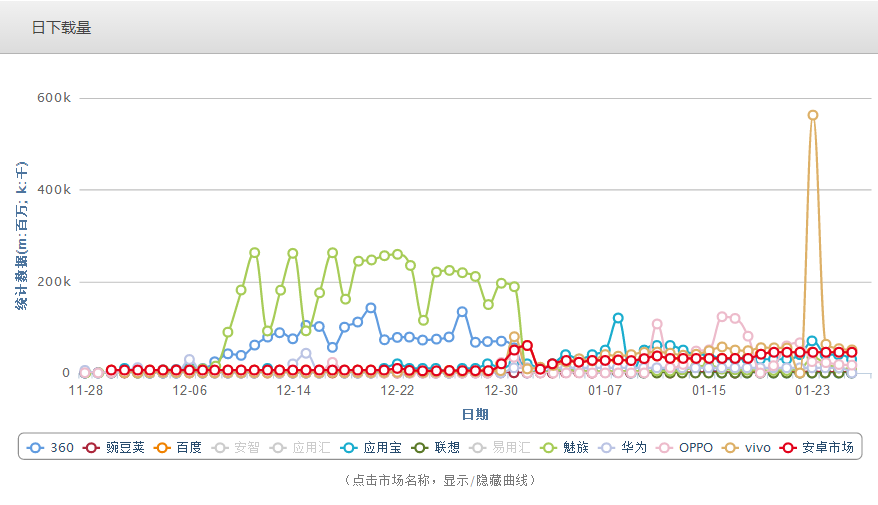 日下载量
600k
400k
200k
0
统计数据(m:百万; k:千)
11-28 12-06 12-14 12-22 12-30 01-07 01-15 01-23
日期
360 豌豆荚 百度 安智 应用汇 应用宝 联想 易用汇 魅族 华为 OPPO vivo 安卓市场
（点击市场名称，显示/隐藏曲线）